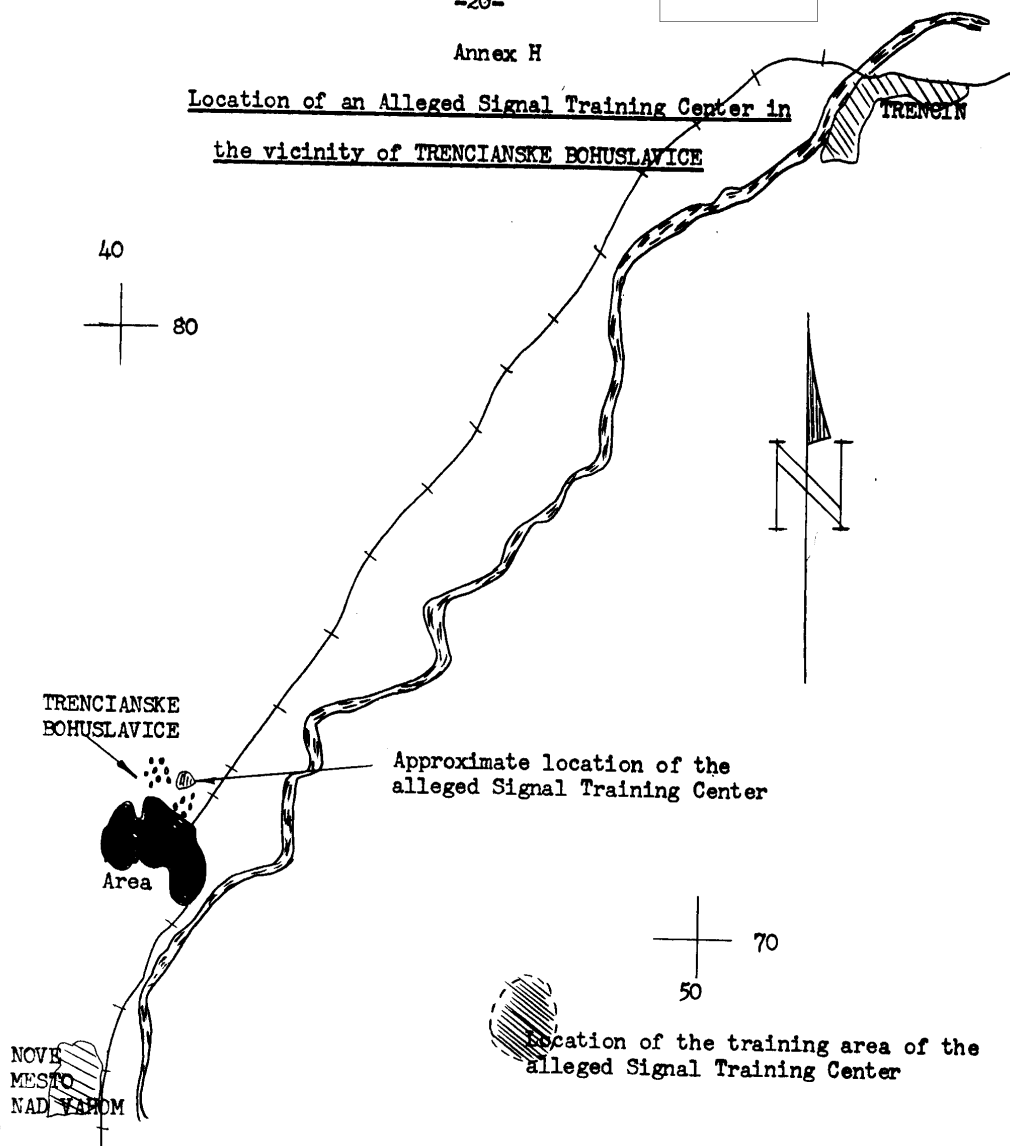 -20-
Annex H
Location of an Alleged Signal Training Center in
the vicinity of TRENCIANSKE BOHUSLAVICE
TRENCIN
40
80
N
TRENCIANSKE
BOHUSLAVICE
Approximate location of the
alleged Signal Training Center
Area
70
50
Location of the training area of the
alleged Signal Training Center
NOVE
MESTO
NAD VAHOM